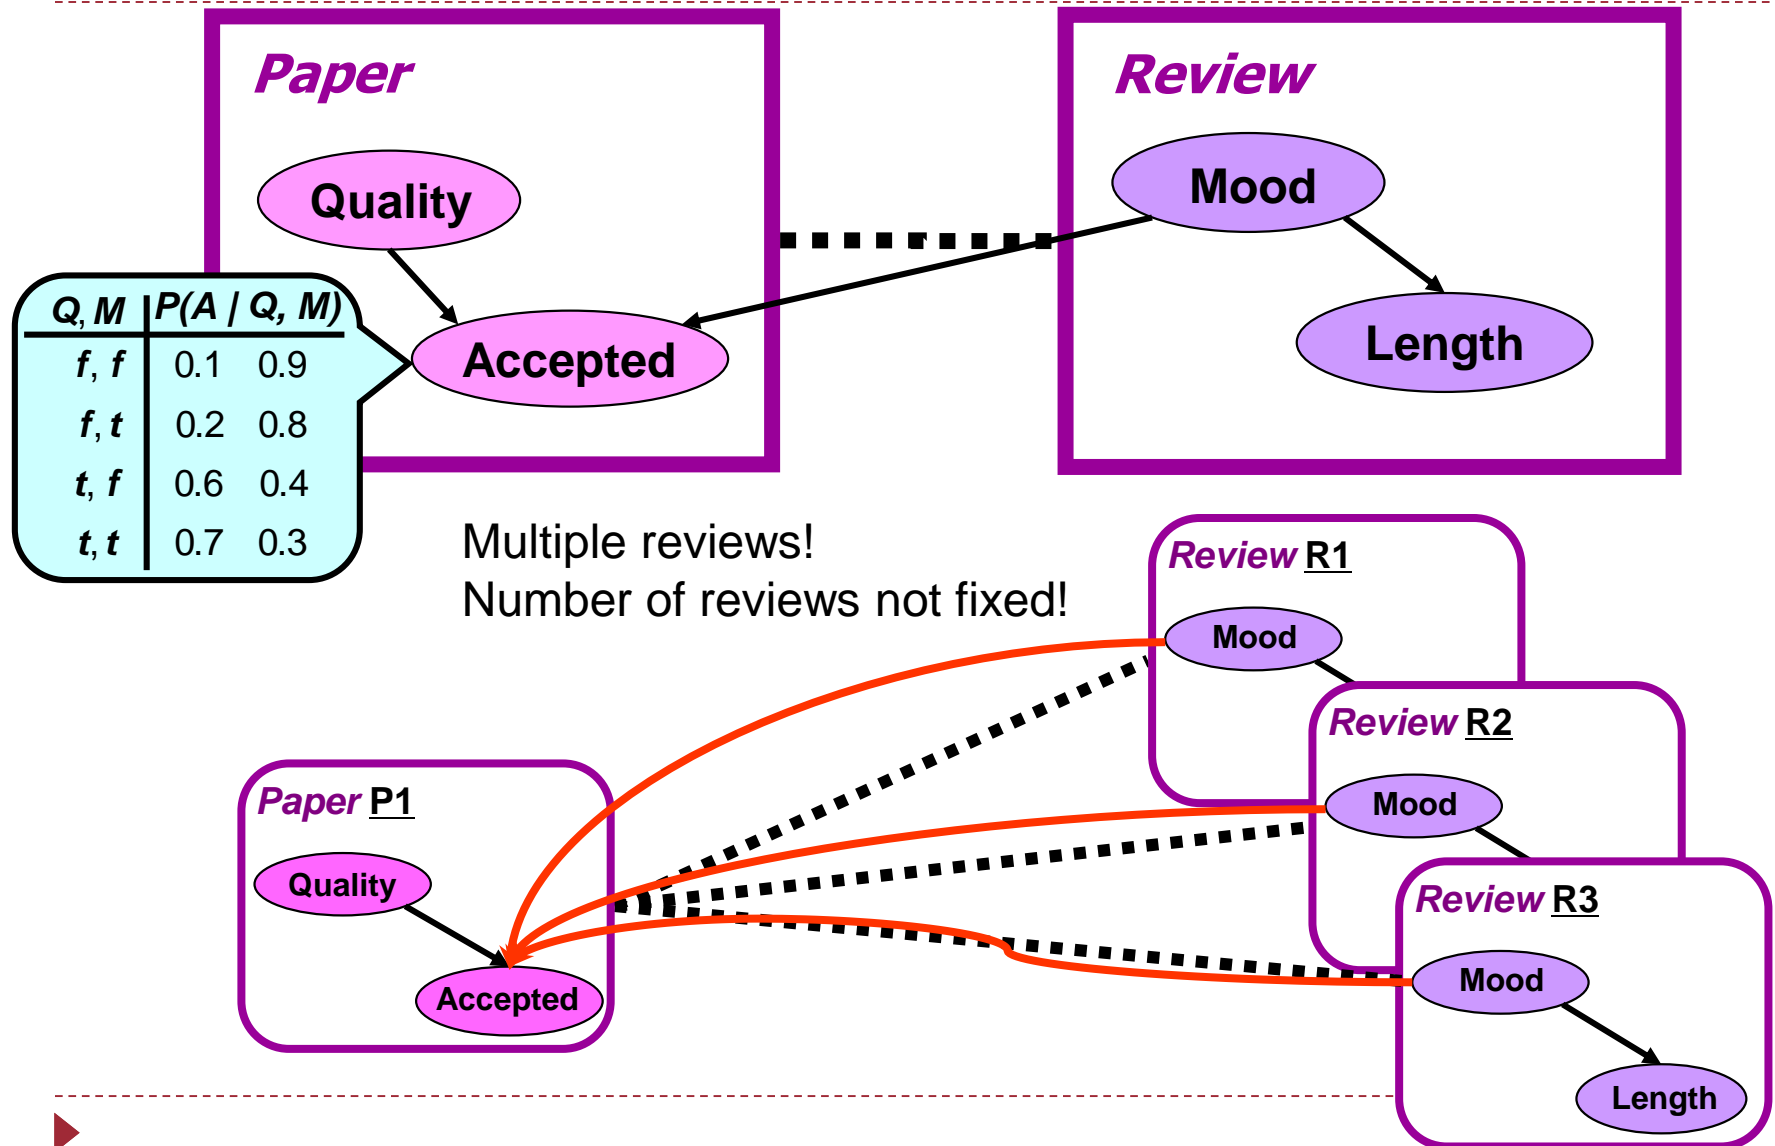 Paper
Review
Quality
Mood
Accepted
Length
Q, M P(A | Q, M)
f, f 0.1 0.9
f, t 0.2 0.8
t, f 0.6 0.4
t, t 0.7 0.3
Multiple reviews!
Number of reviews not fixed!
Review R1
Mood
Review R2
Mood
Paper P1
Quality
Accepted
Review R3
Mood
Length